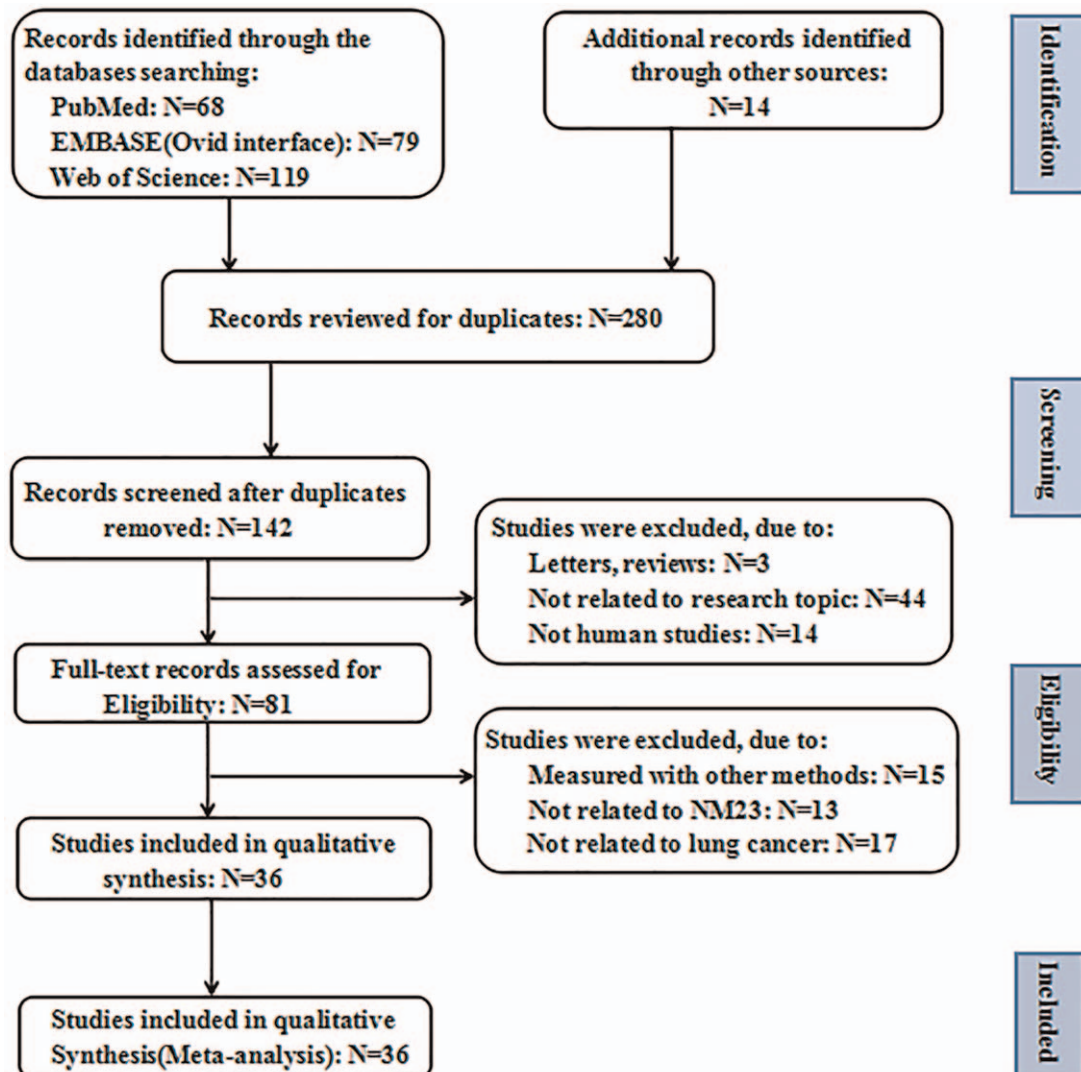 Records identified through the
databases searching:
PubMed: N=68
EMBASE(Ovid interface): N=79
Web of Science: N=119
Additional records identified
through other sources:
N=14
Identification
Records reviewed for duplicates: N=280
Screening
Records screened after duplicates
removed: N=142
Studies were excluded, due to:
Letters, reviews: N=3
Not related to research topic: N=44
Not human studies: N=14
Full-text records assessed for
Eligibility: N=81
Eligibility
Studies were excluded, due to:
Measured with other methods: N=15
Not related to NM23: N=13
Not related to lung cancer: N=17
Studies included in qualitative
synthesis: N=36
Studies included in qualitative
Synthesis(Meta-analysis): N=36
Included